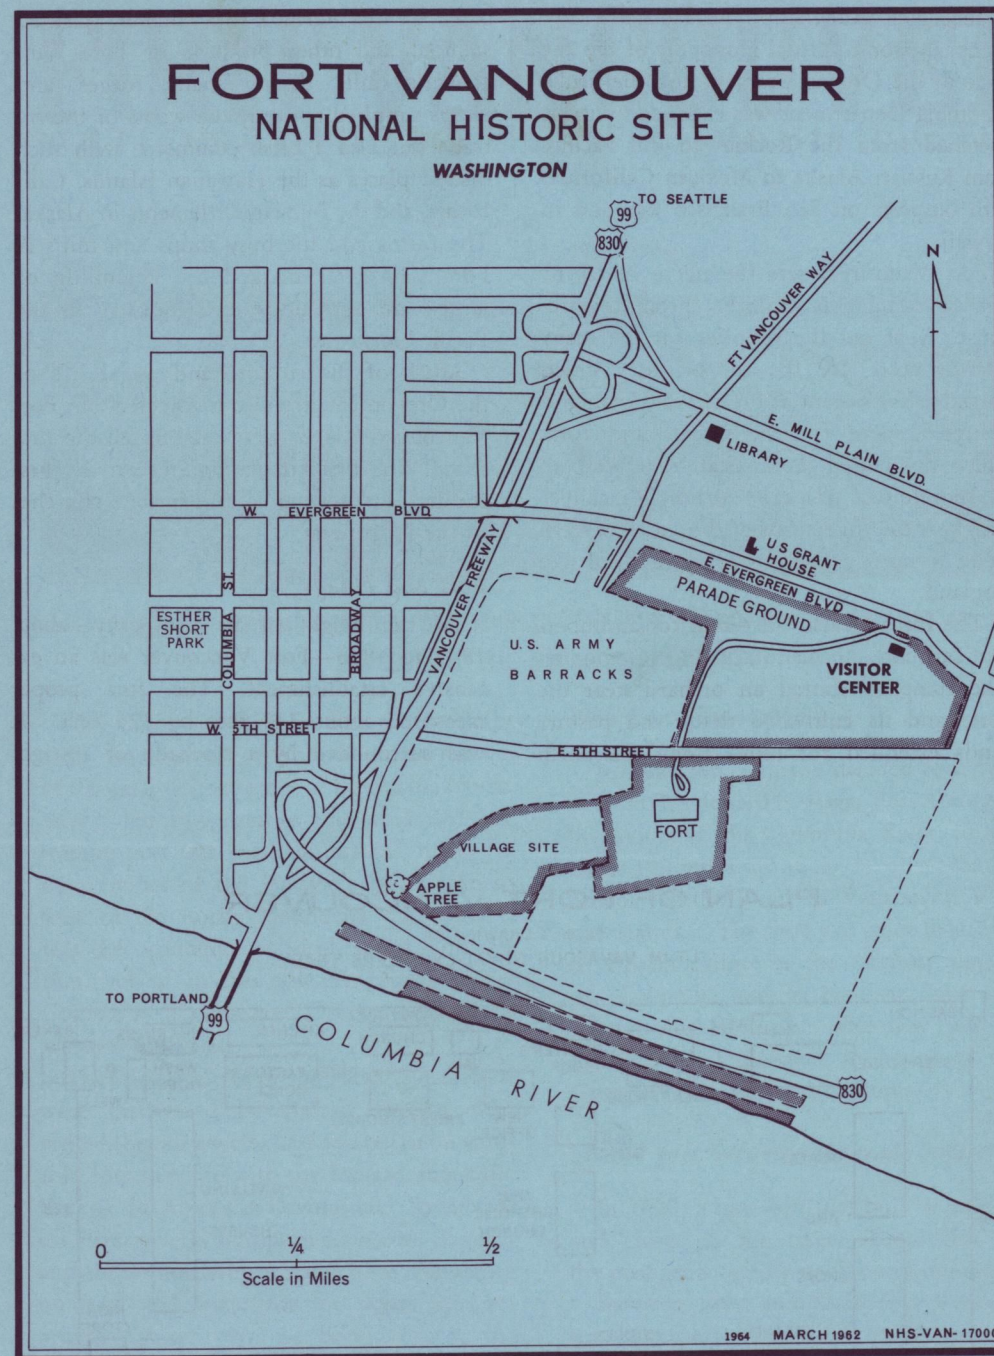 FORT VANCOUVER
NATIONAL HISTORIC SITE
WASHINGTON
TO SEATTLE
99
830
N
FT VANCOUVER WAY
E. MILL PLAIN BLVD.
LIBRARY
W. EVERGREEN BLVD.
U S GRANT
HOUSE
E. EVERGREEN BLVD.
PARADE GROUND
VANCOUVER FREEWAY
COLUMBIA ST.
BROADWAY
ESTHER
SHORT
PARK
U.S. ARMY
BARRACKS
VISITOR
CENTER
W. 5TH STREET
E. 5TH STREET
FORT
VILLAGE SITE
APPLE
TREE
TO PORTLAND
99
COLUMBIA RIVER
830
0 ¼ ½
Scale in Miles
1964 MARCH 1962 NHS-VAN-